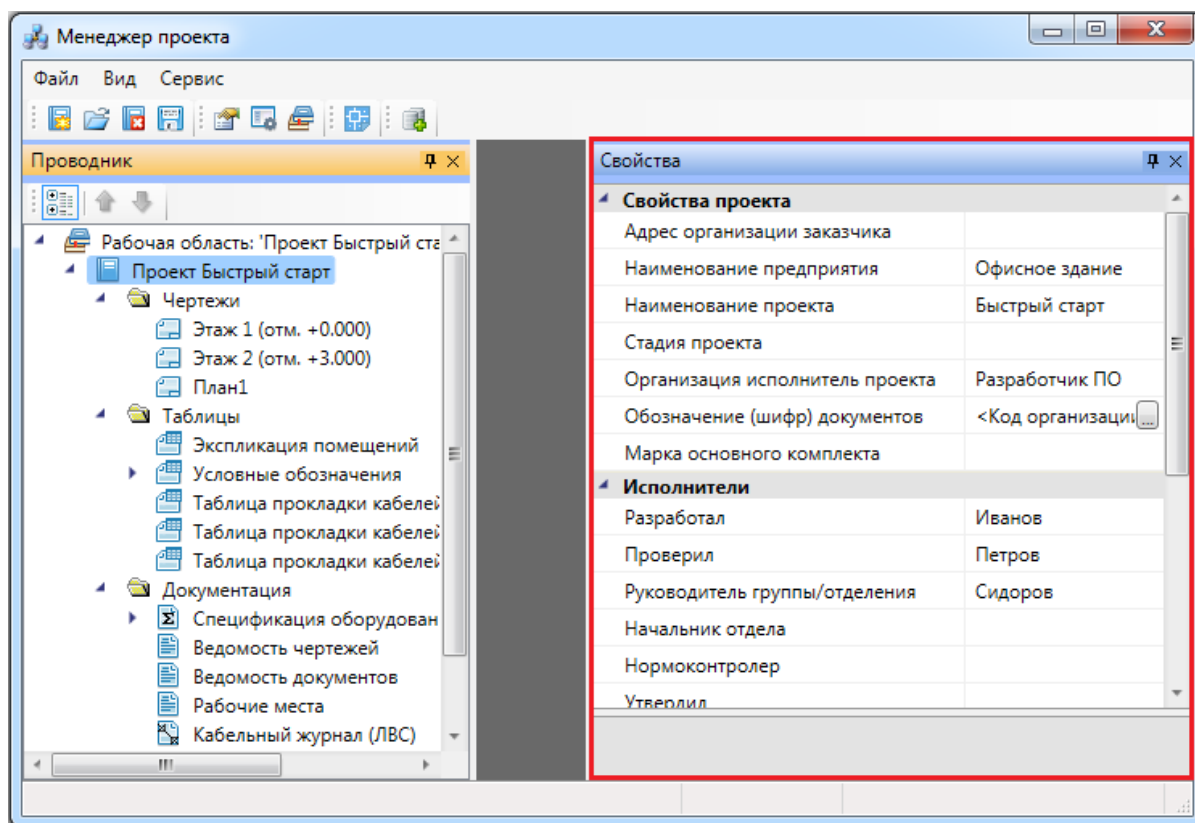 Менеджер проекта
Файл Вид Сервис
Проводник
Рабочая область: 'Проект Быстрый ста
Проект Быстрый старт
Чертежи
Этаж 1 (отм. +0.000)
Этаж 2 (отм. +3.000)
План1
Таблицы
Экспликация помещений
Условные обозначения
Таблица прокладки кабелей
Таблица прокладки кабелей
Таблица прокладки кабелей
Документация
Спецификация оборудован
Ведомость чертежей
Ведомость документов
Рабочие места
Кабельный журнал (ЛВС)
Свойства
Свойства проекта
Адрес организации заказчика
Наименование предприятия Офисное здание
Наименование проекта Быстрый старт
Стадия проекта
Организация исполнитель проекта Разработчик ПО
Обозначение (шифр) документов <Код организации ...
Марка основного комплекта
Исполнители
Разработал Иванов
Проверил Петров
Руководитель группы/отделения Сидоров
Начальник отдела
Нормоконтролер
Утвердил